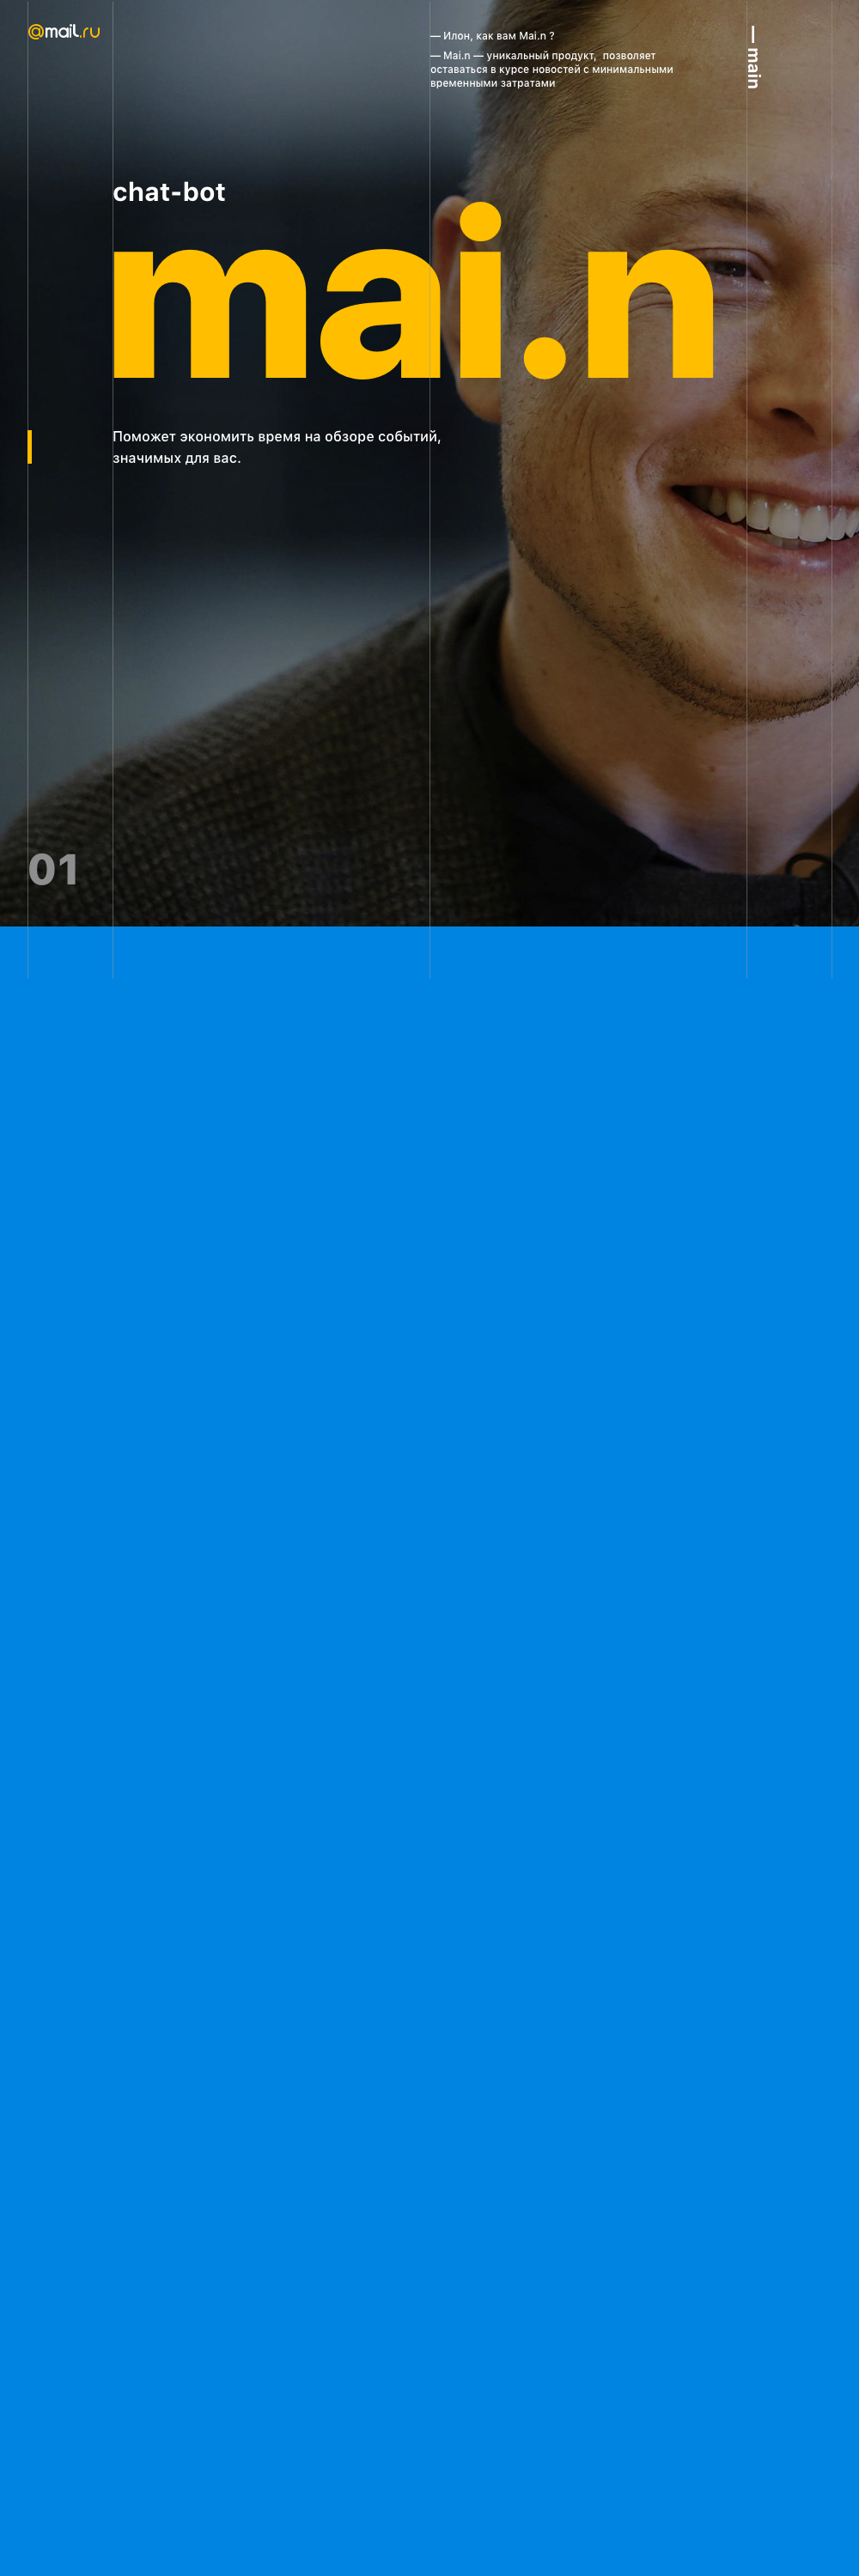 @mail.ru
— Илон, как вам Mai.n ?
— Mai.n — уникальный продукт, позволяет
оставаться в курсе новостей с минимальными
временными затратами
— main
chat-bot
mai.n
Поможет экономить время на обзоре событий,
значимых для вас.
01